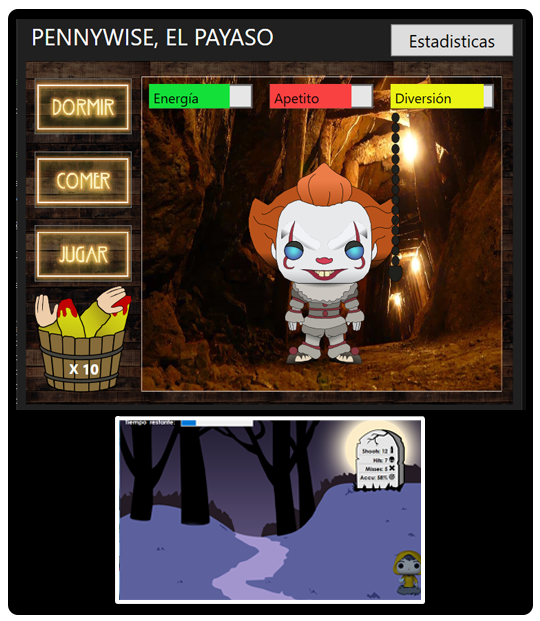 PENNYWISE, EL PAYASO
Estadisticas
DORMIR
COMER
JUGAR
Energía
Apetito
Diversión
X 10
Tiempo restante:
Shoots: 12
Hits: 7
Misses: 5
Accu: 58%